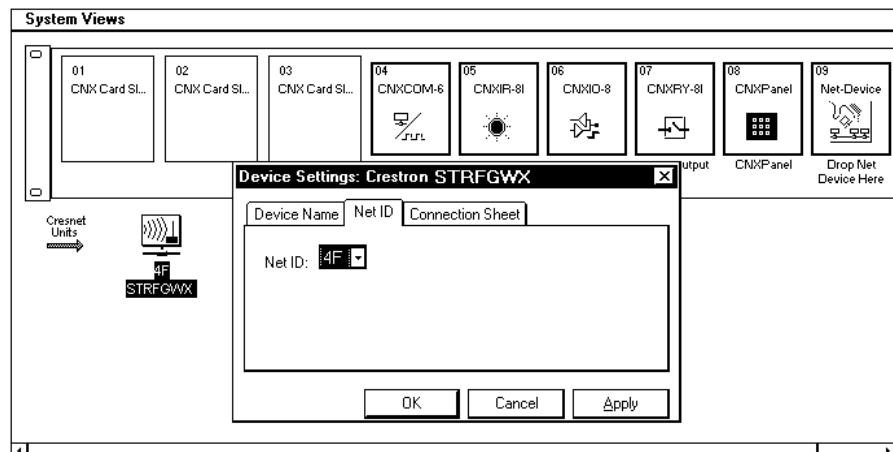 System Views
01
CNX Card Sl...
02
CNX Card Sl...
03
CNX Card Sl...
04
CNXCOM-6
05
CNXIR-8I
06
CNXIO-8
07
CNXRY-8I
08
CNXPanel
09
Net-Device
utput
CNXPanel
Drop Net
Device Here
Device Settings: Crestron STRFGWX
Device Name
Net ID
Connection Sheet
Net ID:
4F
OK
Cancel
Apply
Cresnet
Units
4F
STRFGWX